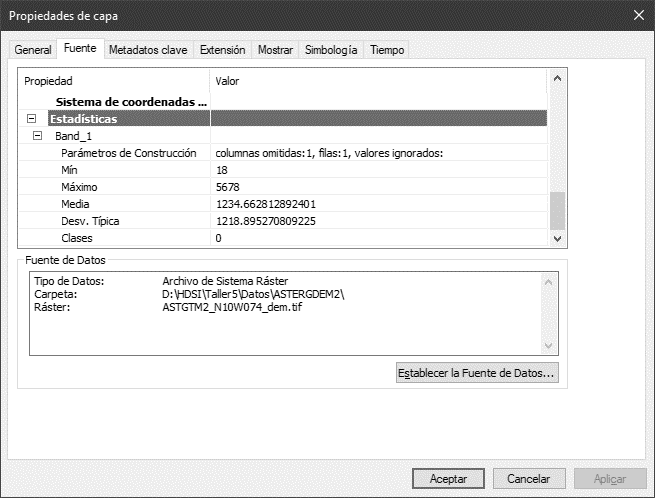 Propiedades de capa
General Fuente Metadatos clave Extensión Mostrar Simbología Tiempo
Propiedad Valor
Sistema de coordenadas ...
Estadísticas
Band_1
Parámetros de Construcción columnas omitidas:1, filas:1, valores ignorados:
Mín 18
Máximo 5678
Media 1234.662812892401
Desv. Típica 1218.895270809225
Clases 0
Fuente de Datos
Tipo de Datos: Archivo de Sistema Ráster
Carpeta: D:\HDSI\Taller5\Datos\ASTERGDEM2\
Ráster: ASTGTM2_N10W074_dem.tif
Establecer la Fuente de Datos...
Aceptar Cancelar Aplicar